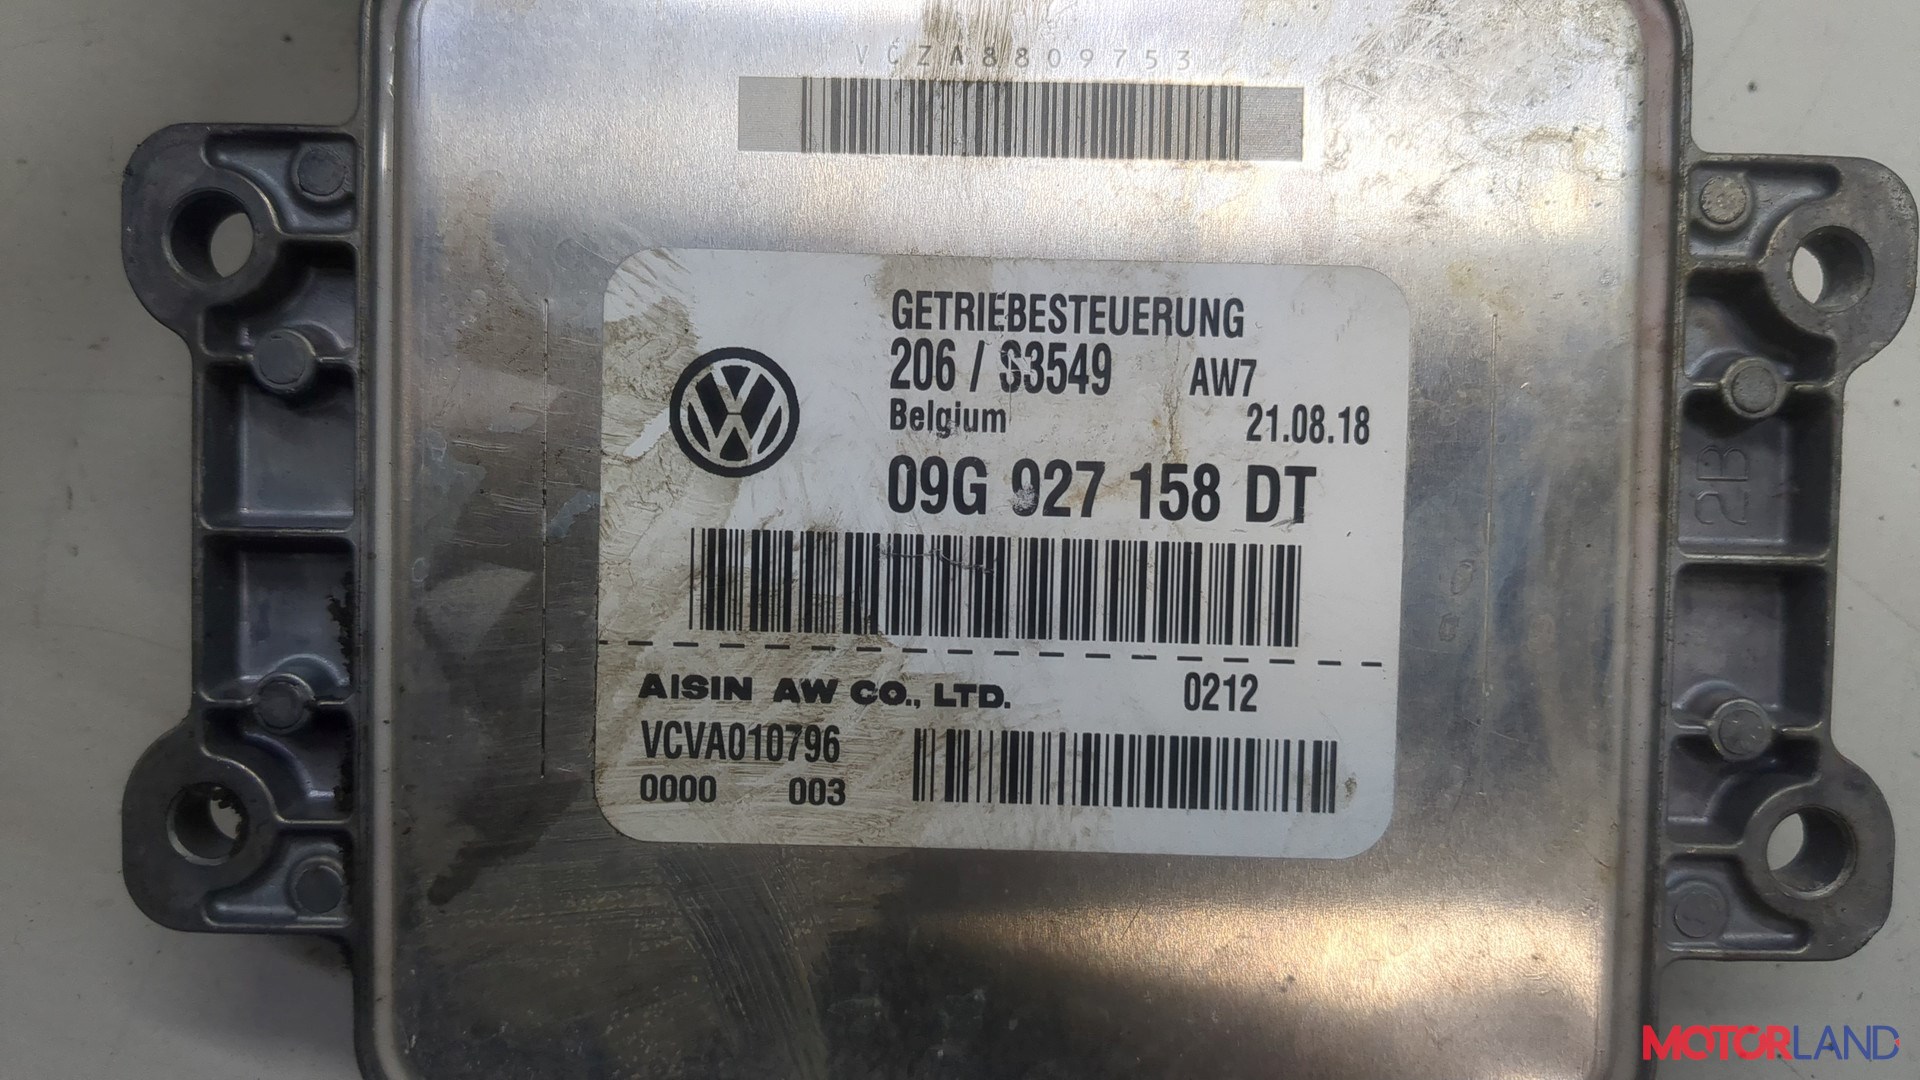 VCZA8809753
GETRIEBESTEUERUNG
206 / S3549 AW7
Belgium 21.08.18
09G 927 158 DT
AISIN AW CO., LTD. 0212
VCVA010796
0000 003
2B
MOTORLAND